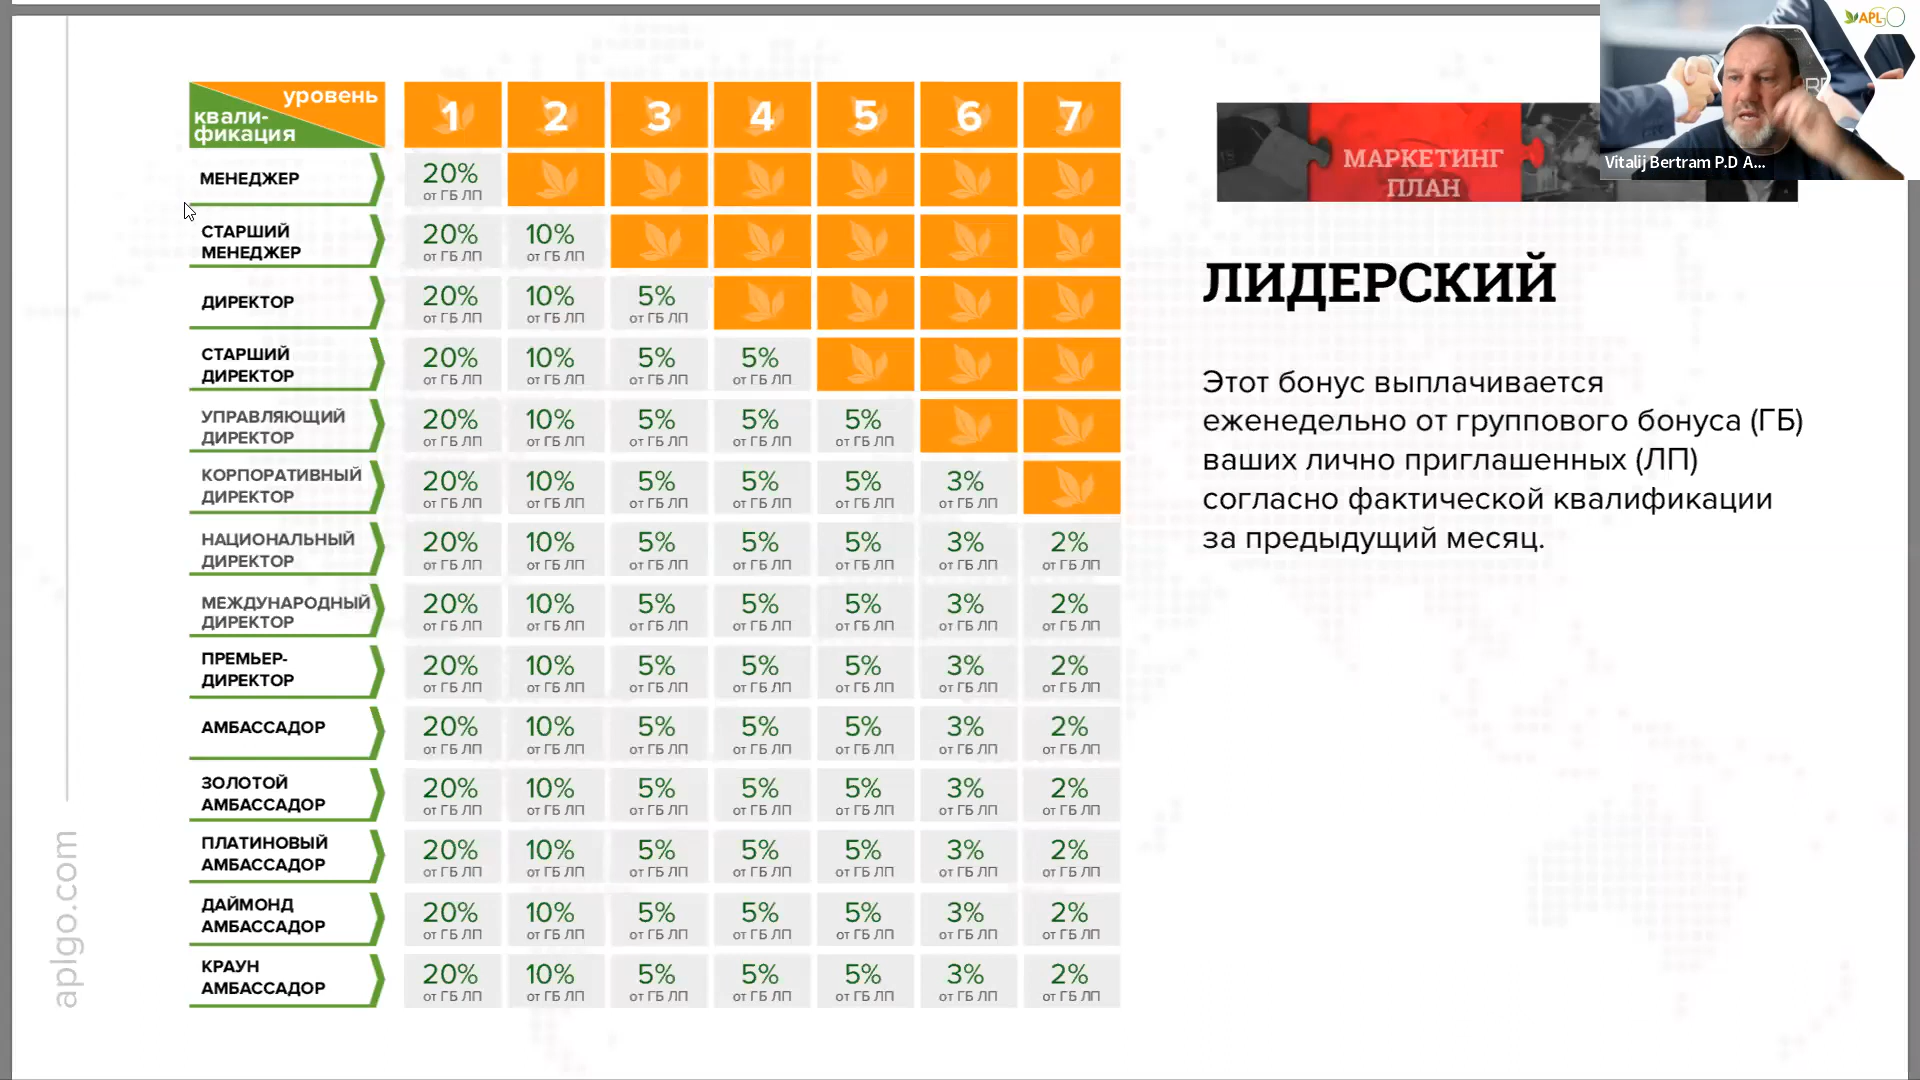 APLGO
Vitalij Bertram P.D A...
МАРКЕТИНГ
ПЛАН
ЛИДЕРСКИЙ
Этот бонус выплачивается
еженедельно от группового бонуса (ГБ)
ваших лично приглашенных (ЛП)
согласно фактической квалификации
за предыдущий месяц.
уровень
квали-
фикация
1 2 3 4 5 6 7
МЕНЕДЖЕР
20%
от ГБ ЛП
СТАРШИЙ
МЕНЕДЖЕР
20% 10%
от ГБ ЛП от ГБ ЛП
ДИРЕКТОР
20% 10% 5%
от ГБ ЛП от ГБ ЛП от ГБ ЛП
СТАРШИЙ
ДИРЕКТОР
20% 10% 5% 5%
от ГБ ЛП от ГБ ЛП от ГБ ЛП от ГБ ЛП
УПРАВЛЯЮЩИЙ
ДИРЕКТОР
20% 10% 5% 5% 5%
от ГБ ЛП от ГБ ЛП от ГБ ЛП от ГБ ЛП от ГБ ЛП
КОРПОРАТИВНЫЙ
ДИРЕКТОР
20% 10% 5% 5% 5% 3%
от ГБ ЛП от ГБ ЛП от ГБ ЛП от ГБ ЛП от ГБ ЛП от ГБ ЛП
НАЦИОНАЛЬНЫЙ
ДИРЕКТОР
20% 10% 5% 5% 5% 3% 2%
от ГБ ЛП от ГБ ЛП от ГБ ЛП от ГБ ЛП от ГБ ЛП от ГБ ЛП от ГБ ЛП
МЕЖДУНАРОДНЫЙ
ДИРЕКТОР
20% 10% 5% 5% 5% 3% 2%
от ГБ ЛП от ГБ ЛП от ГБ ЛП от ГБ ЛП от ГБ ЛП от ГБ ЛП от ГБ ЛП
ПРЕМЬЕР-
ДИРЕКТОР
20% 10% 5% 5% 5% 3% 2%
от ГБ ЛП от ГБ ЛП от ГБ ЛП от ГБ ЛП от ГБ ЛП от ГБ ЛП от ГБ ЛП
АМБАССАДОР
20% 10% 5% 5% 5% 3% 2%
от ГБ ЛП от ГБ ЛП от ГБ ЛП от ГБ ЛП от ГБ ЛП от ГБ ЛП от ГБ ЛП
ЗОЛОТОЙ
АМБАССАДОР
20% 10% 5% 5% 5% 3% 2%
от ГБ ЛП от ГБ ЛП от ГБ ЛП от ГБ ЛП от ГБ ЛП от ГБ ЛП от ГБ ЛП
ПЛАТИНОВЫЙ
АМБАССАДОР
20% 10% 5% 5% 5% 3% 2%
от ГБ ЛП от ГБ ЛП от ГБ ЛП от ГБ ЛП от ГБ ЛП от ГБ ЛП от ГБ ЛП
ДАЙМОНД
АМБАССАДОР
20% 10% 5% 5% 5% 3% 2%
от ГБ ЛП от ГБ ЛП от ГБ ЛП от ГБ ЛП от ГБ ЛП от ГБ ЛП от ГБ ЛП
КРАУН
АМБАССАДОР
20% 10% 5% 5% 5% 3% 2%
от ГБ ЛП от ГБ ЛП от ГБ ЛП от ГБ ЛП от ГБ ЛП от ГБ ЛП от ГБ ЛП
aplgo.com